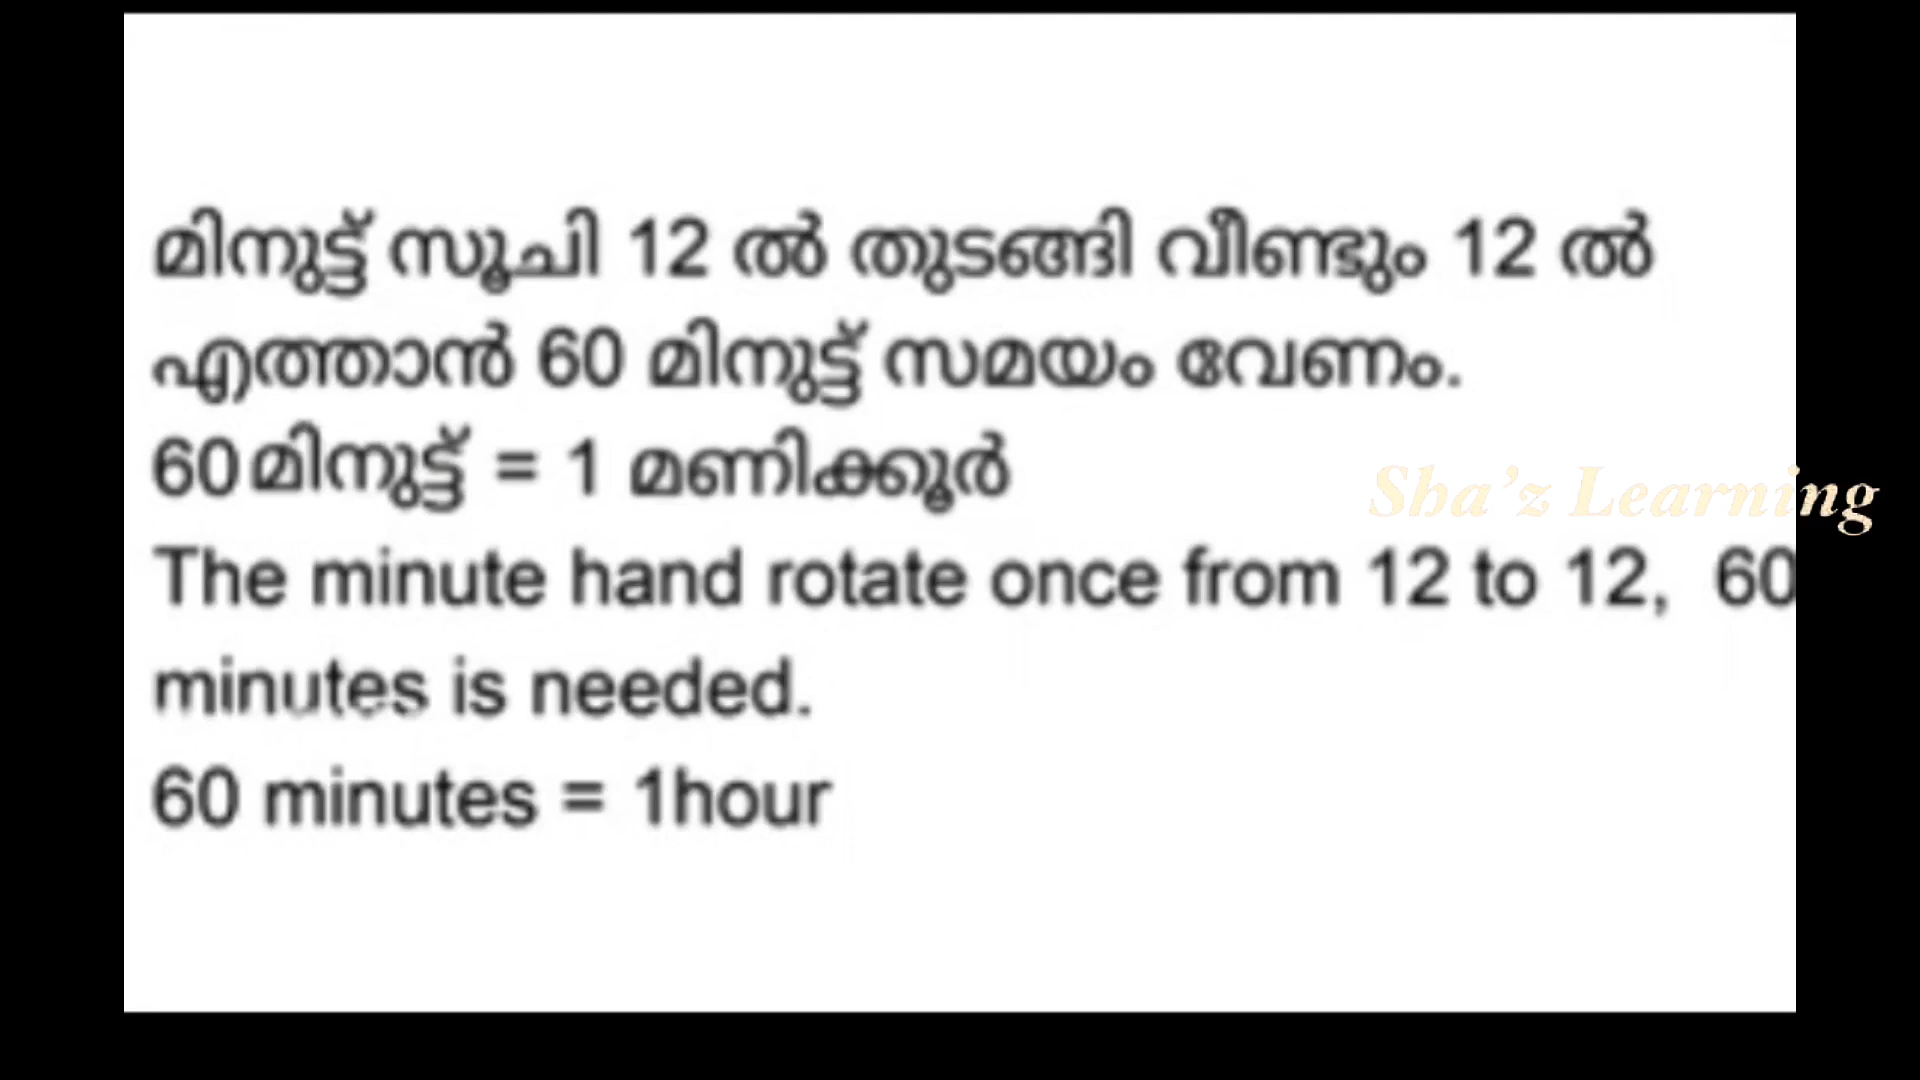 മിനുട്ട് സൂചി 12 ൽ തുടങ്ങി വീണ്ടും 12 ൽ
എത്താൻ 60 മിനുട്ട് സമയം വേണം.
60മിനുട്ട് = 1 മണിക്കൂർ
Sha'z Learning
The minute hand rotate once from 12 to 12, 60
minutes is needed.
60 minutes = 1hour